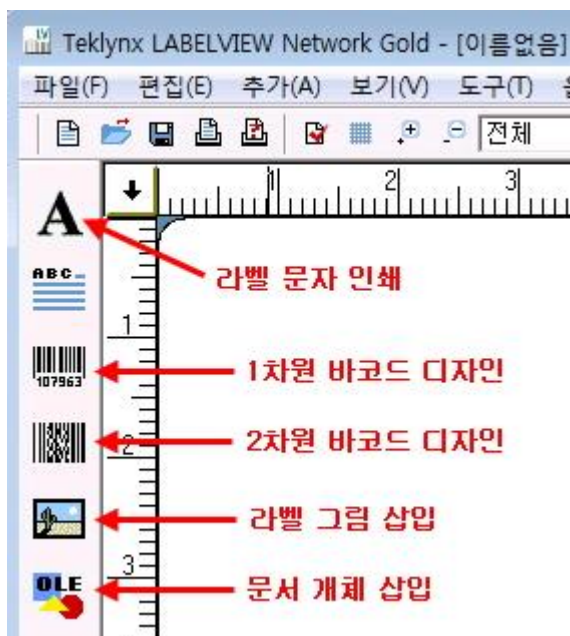 Teklynx LABELVIEW Network Gold - [이름없음]
파일(F) 편집(E) 추가(A) 보기(V) 도구(T)
전체
1 2 3
A
라벨 문자 인쇄
ABC
1
107963
1차원 바코드 디자인
2차원 바코드 디자인
2
라벨 그림 삽입
3
OLE
문서 개체 삽입